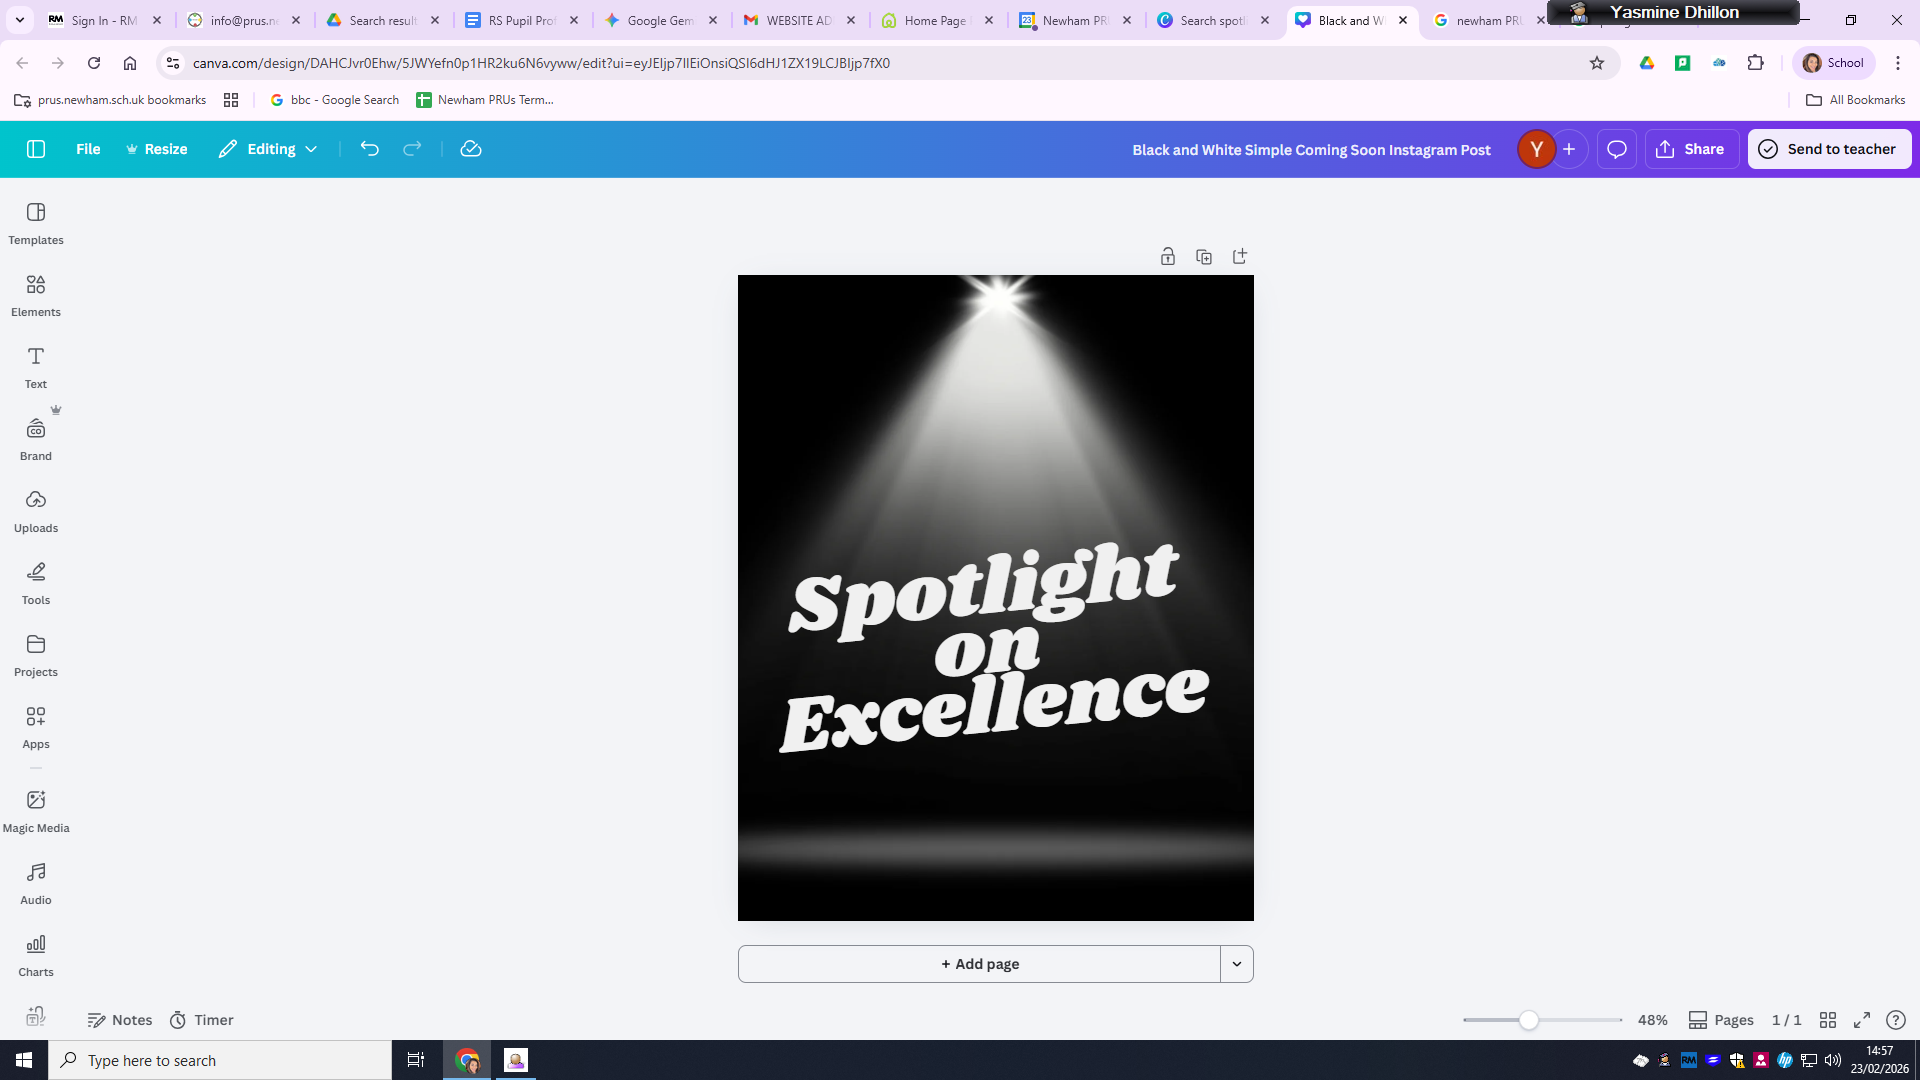 Sign In - RM
info@prus.ne
Search result
RS Pupil Prof
Google Gem
WEBSITE AD
Home Page
Newham PR
Search spotli
Black and W
newham PRU
Yasmine Dhillon
canva.com/design/DAHCJvr0Ehw/5JWYefn0p1HR2ku6N6vyww/edit?ui=eyJEIjp7IlEiOnsiQSI6dHJ1ZX19LCJBIjp7fX0
School
prus.newham.sch.uk bookmarks
bbc - Google Search
Newham PRUs Term...
All Bookmarks
File
Resize
Editing
Black and White Simple Coming Soon Instagram Post
Y
Share
Send to teacher
Templates
Elements
Text
Brand
Uploads
Tools
Projects
Apps
Magic Media
Audio
Charts
Spotlight
on
Excellence
+ Add page
Notes
Timer
48%
Pages
1 / 1
Type here to search
14:57
23/02/2026